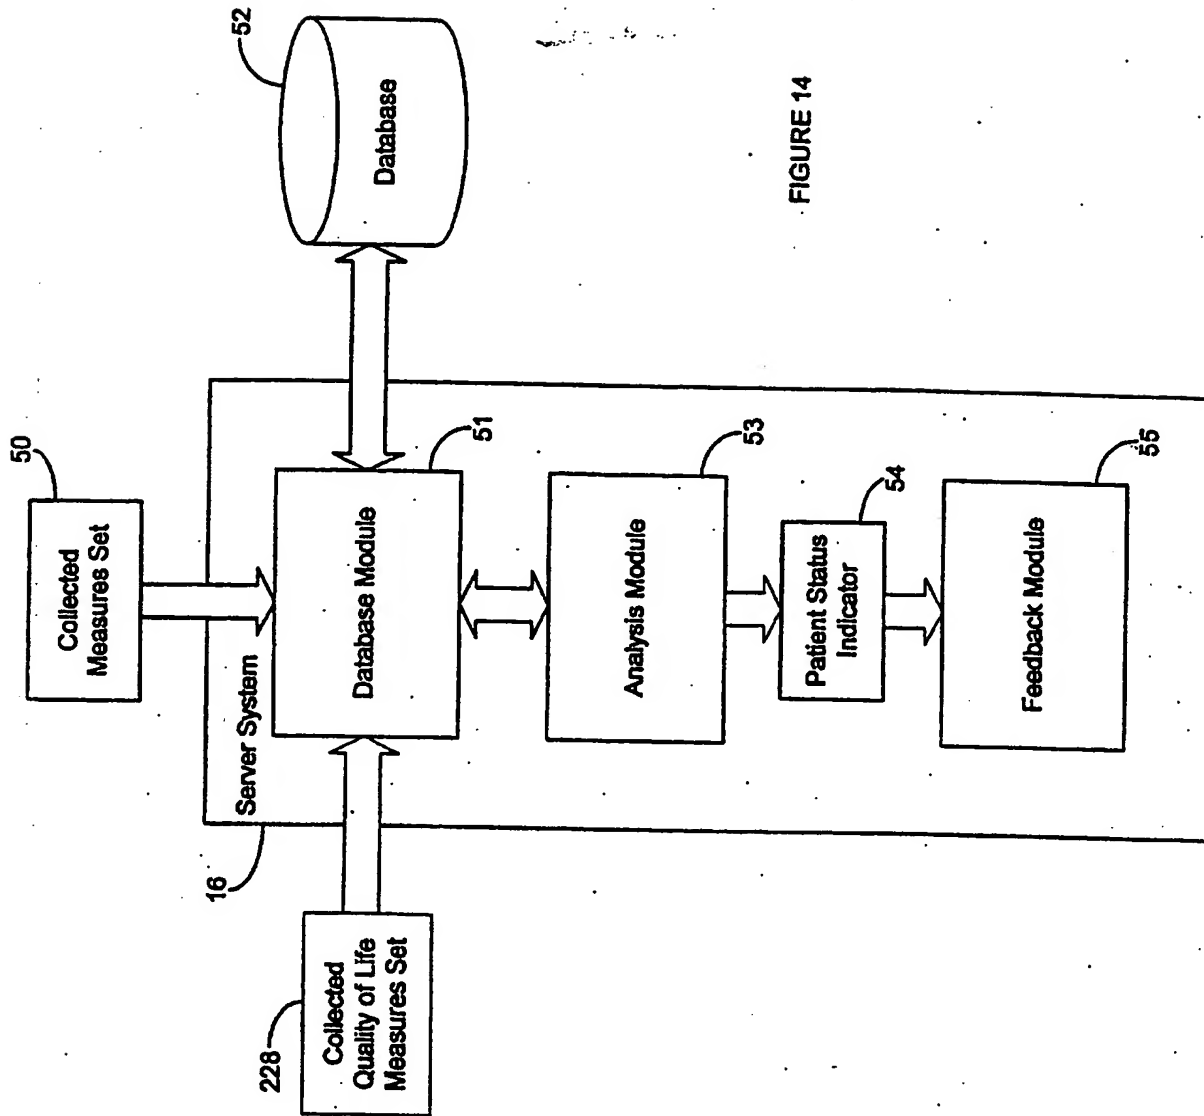 50
Collected
Measures Set
52
Database
16
Server System
228
Collected
Quality of Life
Measures Set
Database Module
51
Analysis Module
53
Patient Status
Indicator
54
Feedback Module
55
FIGURE 14